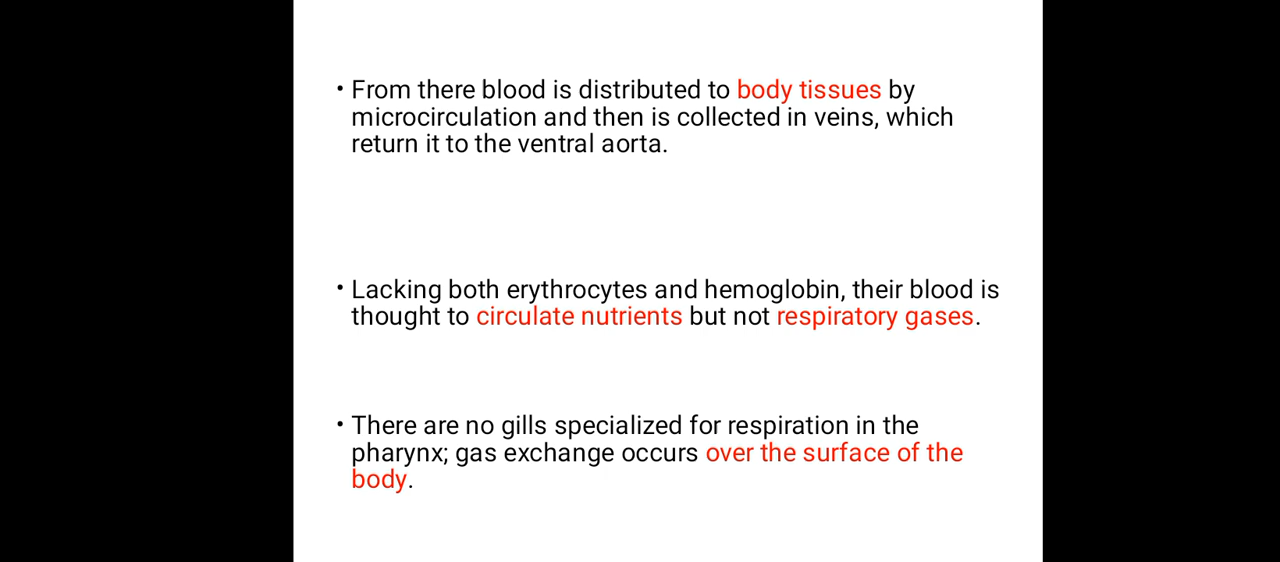 • From there blood is distributed to body tissues by
microcirculation and then is collected in veins, which
return it to the ventral aorta.
• Lacking both erythrocytes and hemoglobin, their blood is
thought to circulate nutrients but not respiratory gases.
• There are no gills specialized for respiration in the
pharynx; gas exchange occurs over the surface of the
body.